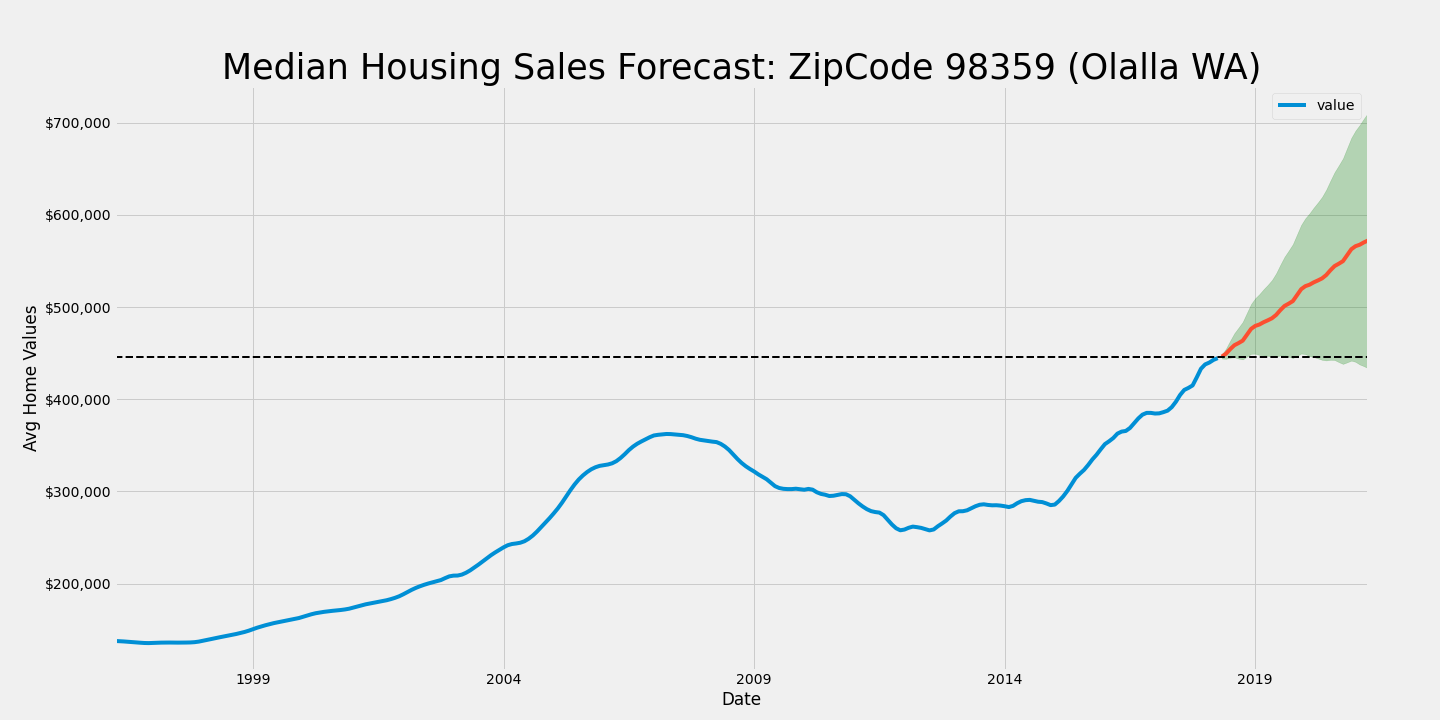 Median Housing Sales Forecast: ZipCode 98359 (Olalla WA)
value
$700,000
$600,000
$500,000
$400,000
$300,000
$200,000
Avg Home Values
1999
2004
2009
2014
2019
Date